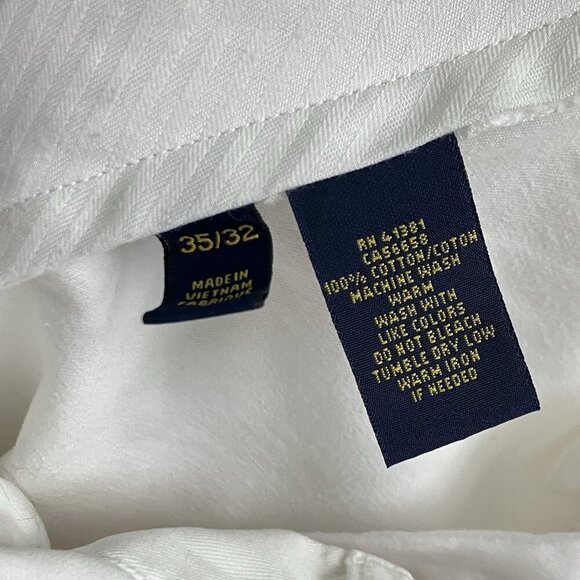 35/32
MADE IN
VIETNAM
FABRIQUE
RN 41381
CA56658
100% COTTON/COTON
MACHINE WASH
WARM
WASH WITH
LIKE COLORS
DO NOT BLEACH
TUMBLE DRY LOW
WARM IRON
IF NEEDED